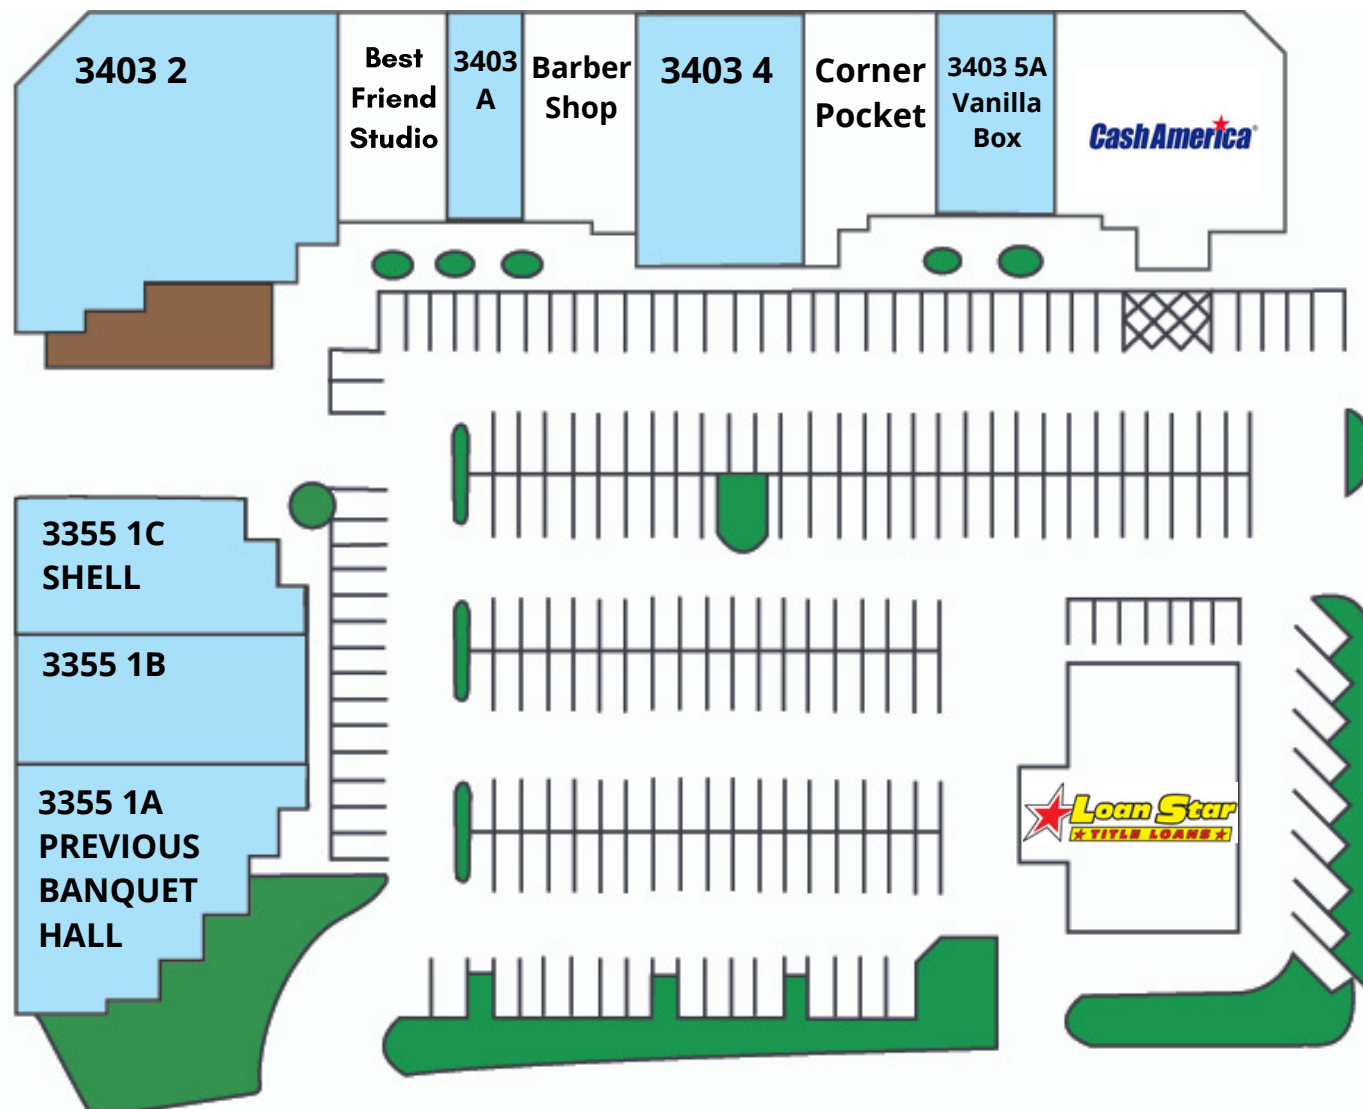 3403 2
Best
Friend
Studio
3403
A
Barber
Shop
3403 4
Corner
Pocket
3403 5A
Vanilla
Box
CashAmerica
3355 1C
SHELL
3355 1B
3355 1A
PREVIOUS
BANQUET
HALL
Loan Star
TITLE LOANS